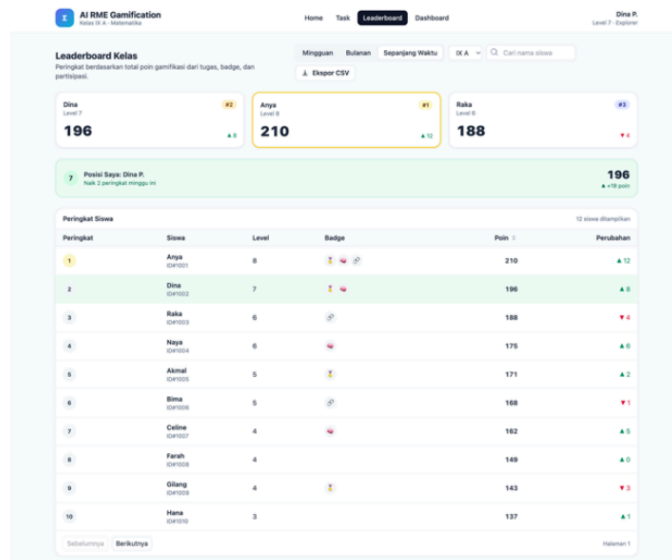 Σ
AI RME Gamification
Kelas IX A - Matematika
Home Task Leaderboard Dashboard
Dina P.
Level 7 - Explorer
Leaderboard Kelas
Peringkat berdasarkan total poin gamifikasi dari tugas, badge, dan
partisipasi.
Mingguan Bulanan Sepanjang Waktu IX A Cari nama siswa
Ekspor CSV
Dina #2
Level 7
196 ▲ 8
Anya #1
Level 8
210 ▲ 12
Raka #3
Level 6
188 ▼ 4
7 Posisi Saya: Dina P. 196
Naik 2 peringkat minggu ini ▲ +18 poin
Peringkat Siswa 12 siswa ditampilkan
Peringkat Siswa Level Badge Poin Perubahan
1 Anya 8 210 ▲ 12
ID#1001
2 Dina 7 196 ▲ 8
ID#1002
3 Raka 6 188 ▼ 4
ID#1003
4 Naya 6 175 ▲ 6
ID#1004
5 Akmal 5 171 ▲ 2
ID#1005
6 Bima 5 168 ▼ 1
ID#1006
7 Celine 4 162 ▲ 5
ID#1007
8 Farah 4 149 ▲ 0
ID#1008
9 Gilang 4 143 ▼ 3
ID#1009
10 Hana 3 137 ▲ 1
ID#1010
Sebelumnya Berikutnya Halaman 1